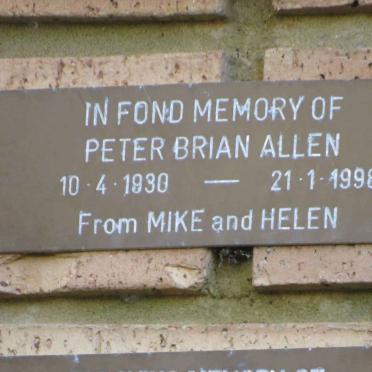 IN FOND MEMORY OF
PETER BRIAN ALLEN
10·4·1930 — 21·1·1998
From MIKE and HELEN